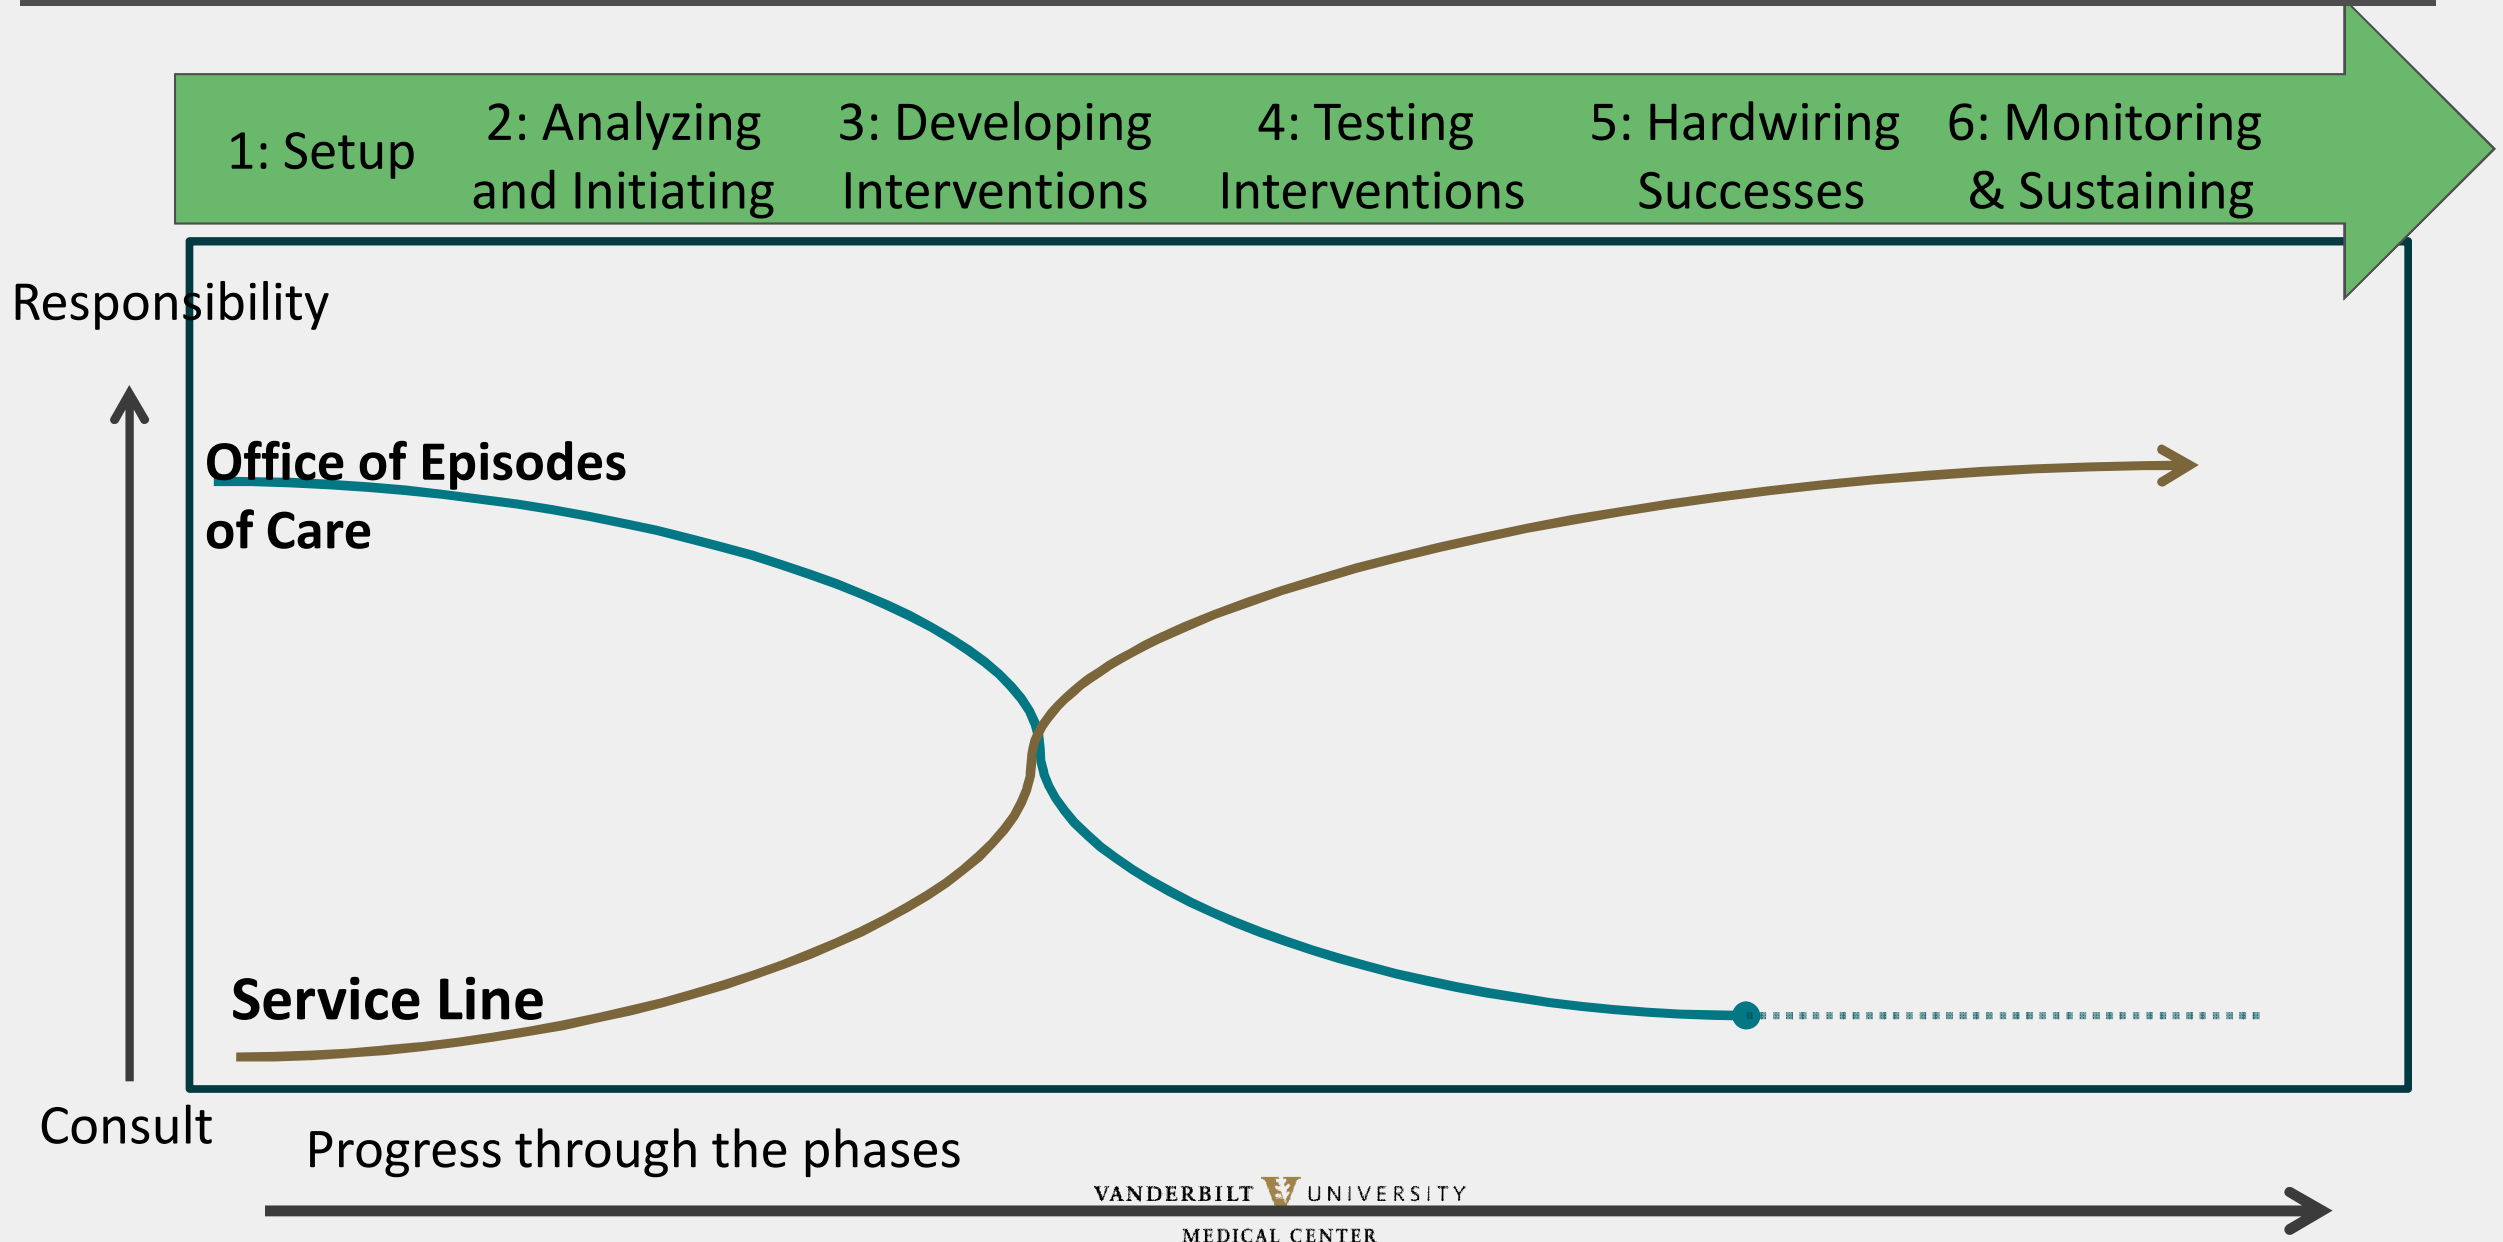 1: Setup
2: Analyzing
and Initiating
3: Developing
Interventions
4: Testing
Interventions
5: Hardwiring
Successes
6: Monitoring
& Sustaining
Responsibility
Office of Episodes
of Care
Service Line
Consult
Progress through the phases
VANDERBILT V UNIVERSITY
MEDICAL CENTER